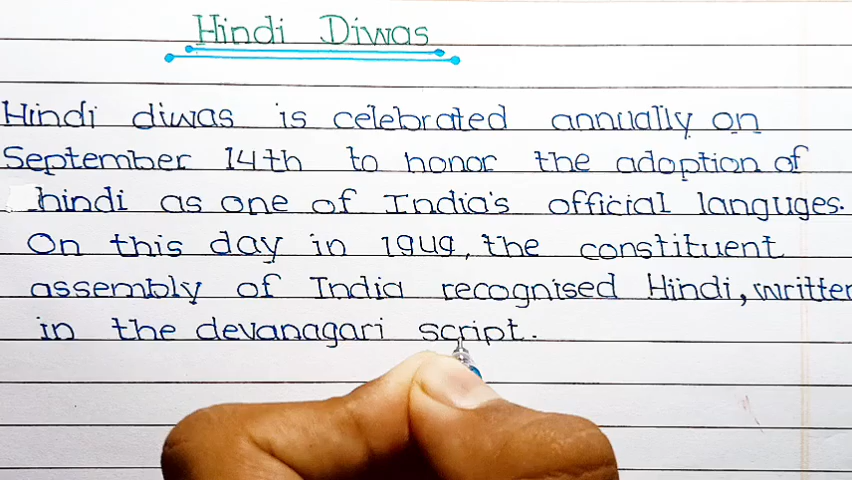 Hindi Diwas
Hindi diwas is celebrated annually on
September 14th to honor the adoption of
hindi as one of India's official languges.
On this day in 1949, the constituent
assembly of India recognised Hindi, written
in the devanagari script.